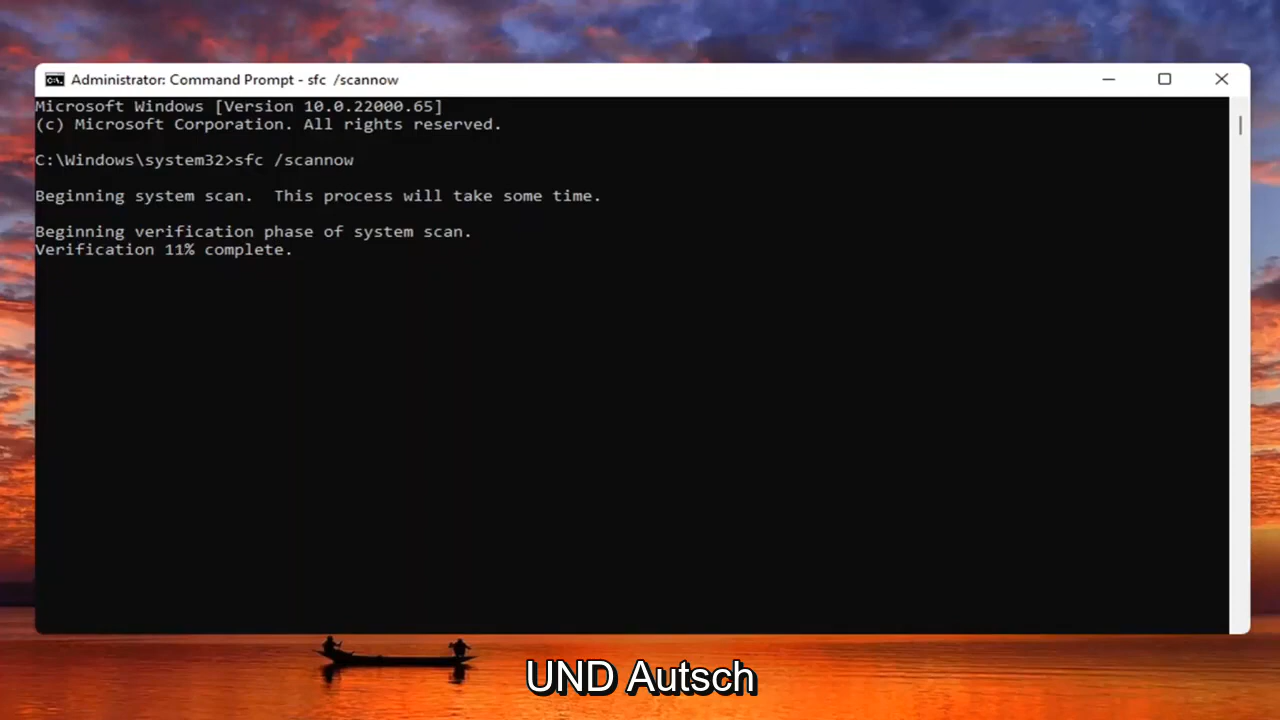 Administrator: Command Prompt - sfc  /scannow
Microsoft Windows [Version 10.0.22000.65]
(c) Microsoft Corporation. All rights reserved.
C:\Windows\system32>sfc /scannow
Beginning system scan.  This process will take some time.
Beginning verification phase of system scan.
Verification 11% complete.
UND Autsch